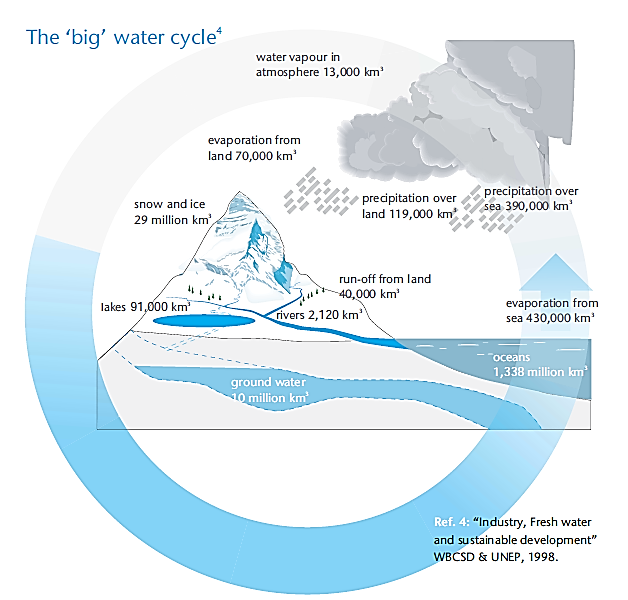 The ‘big’ water cycle⁴
water vapour in
atmosphere 13,000 km³
evaporation from
land 70,000 km³
snow and ice
29 million km³
precipitation over
land 119,000 km³
precipitation over
sea 390,000 km³
run-off from land
40,000 km³
lakes 91,000 km³
rivers 2,120 km³
evaporation from
sea 430,000 km³
oceans
1,338 million km³
ground water
10 million km³
Ref. 4: “Industry, Fresh water
and sustainable development”
WBCSD & UNEP, 1998.